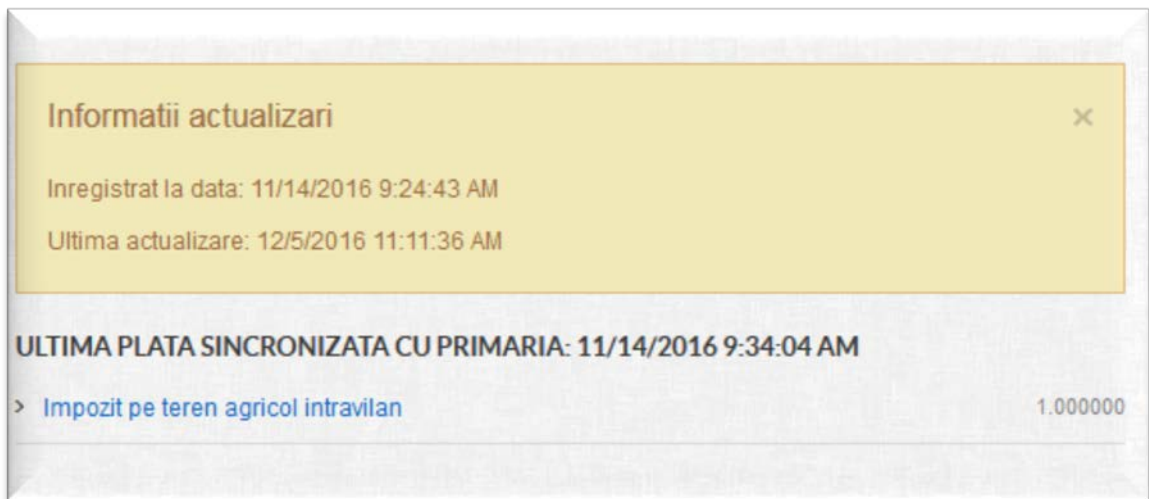 Informatii actualizari ×
Inregistrat la data: 11/14/2016 9:24:43 AM
Ultima actualizare: 12/5/2016 11:11:36 AM
ULTIMA PLATA SINCRONIZATA CU PRIMARIA: 11/14/2016 9:34:04 AM
> Impozit pe teren agricol intravilan 1.000000